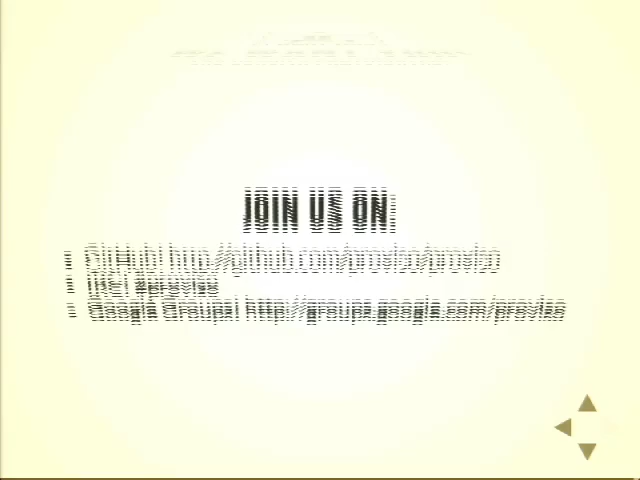 JOIN US ON:
GitHub: http://github.com/proviso/proviso
IRC: #proviso
Google Groups: http://groups.google.com/proviso